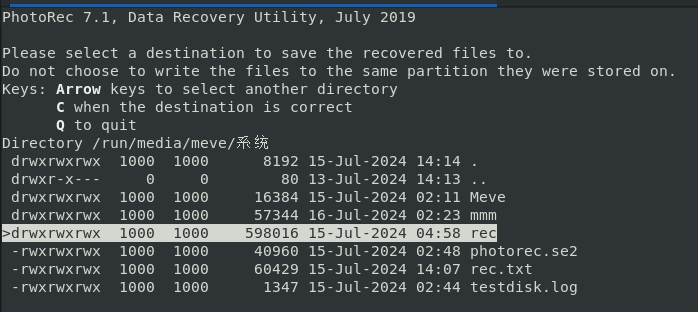 PhotoRec 7.1, Data Recovery Utility, July 2019
Please select a destination to save the recovered files to.
Do not choose to write the files to the same partition they were stored on.
Keys: Arrow keys to select another directory
C when the destination is correct
Q to quit
Directory /run/media/meve/系统
drwxrwxrwx 1000 1000 8192 15-Jul-2024 14:14 .
drwxr-x--- 0 0 80 13-Jul-2024 14:13 ..
drwxrwxrwx 1000 1000 16384 15-Jul-2024 02:11 Meve
drwxrwxrwx 1000 1000 57344 16-Jul-2024 02:23 mmm
>drwxrwxrwx 1000 1000 598016 15-Jul-2024 04:58 rec
-rwxrwxrwx 1000 1000 40960 15-Jul-2024 02:48 photorec.se2
-rwxrwxrwx 1000 1000 60429 15-Jul-2024 14:07 rec.txt
-rwxrwxrwx 1000 1000 1347 15-Jul-2024 02:44 testdisk.log